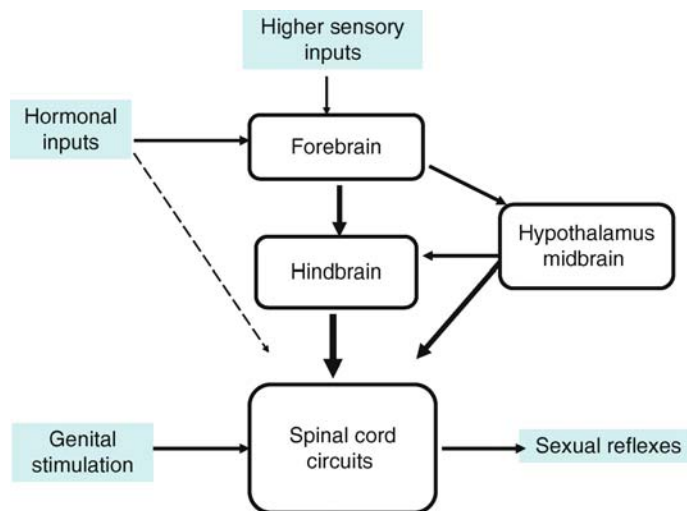 Higher sensory
inputs
Hormonal
inputs
Forebrain
Hypothalamus
midbrain
Hindbrain
Genital
stimulation
Spinal cord
circuits
Sexual reflexes